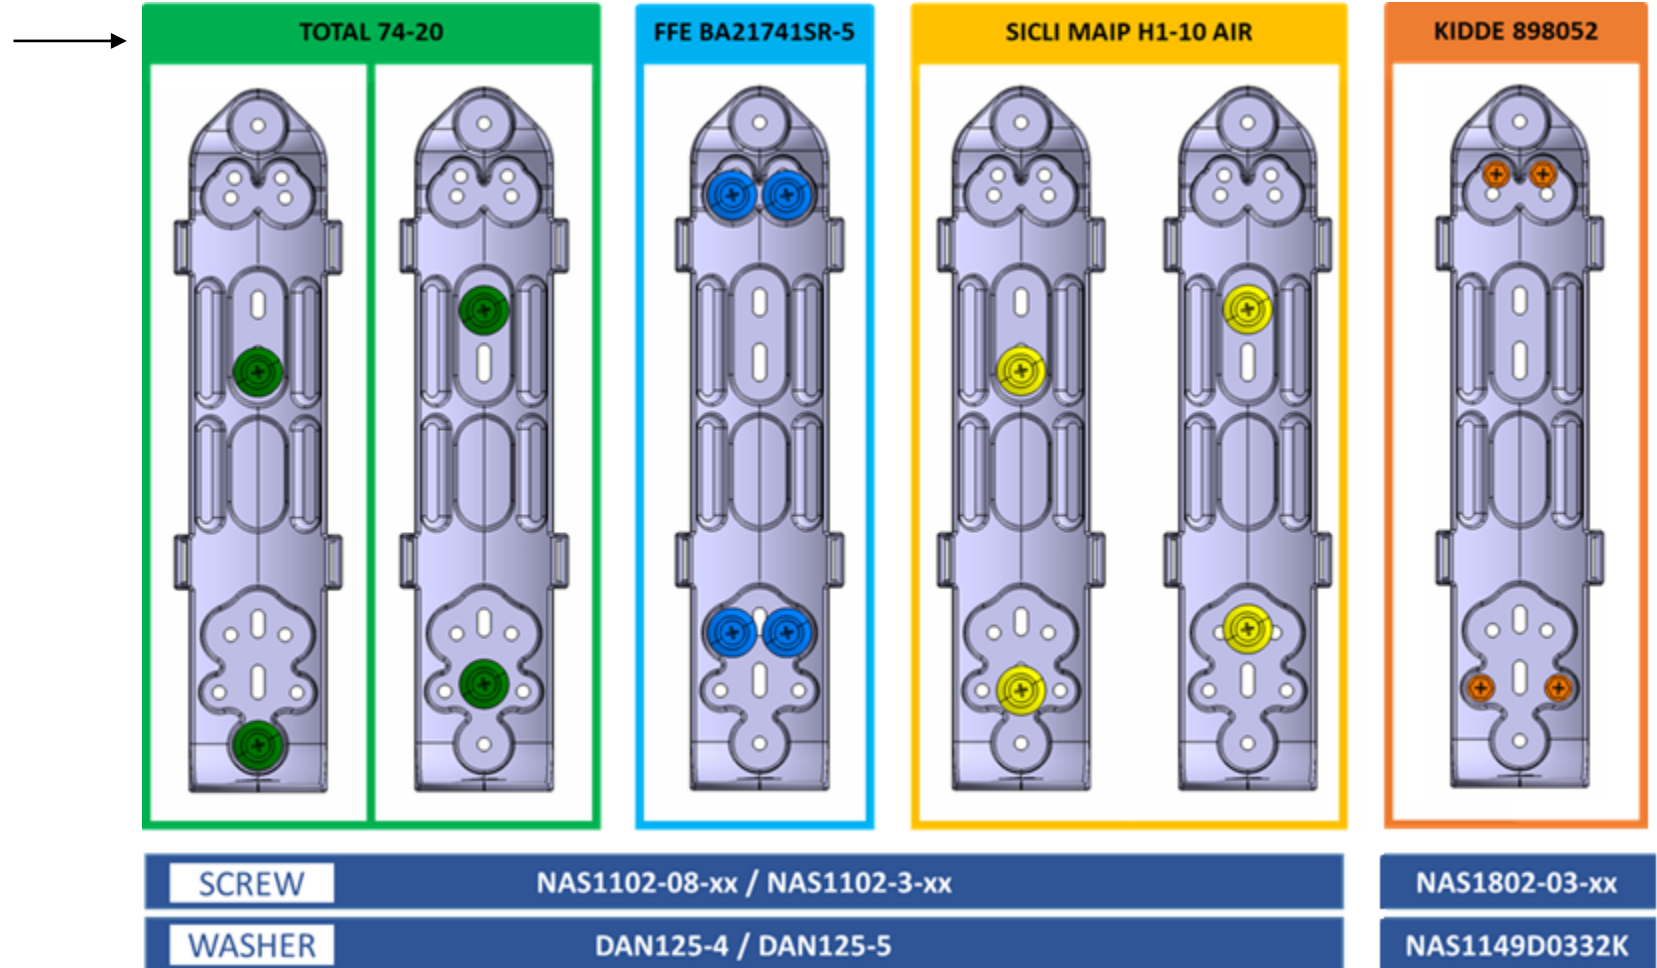 TOTAL 74-20 FFE BA21741SR-5 SICLI MAIP H1-10 AIR KIDDE 898052
SCREW NAS1102-08-xx / NAS1102-3-xx NAS1802-03-xx
WASHER DAN125-4 / DAN125-5 NAS1149D0332K